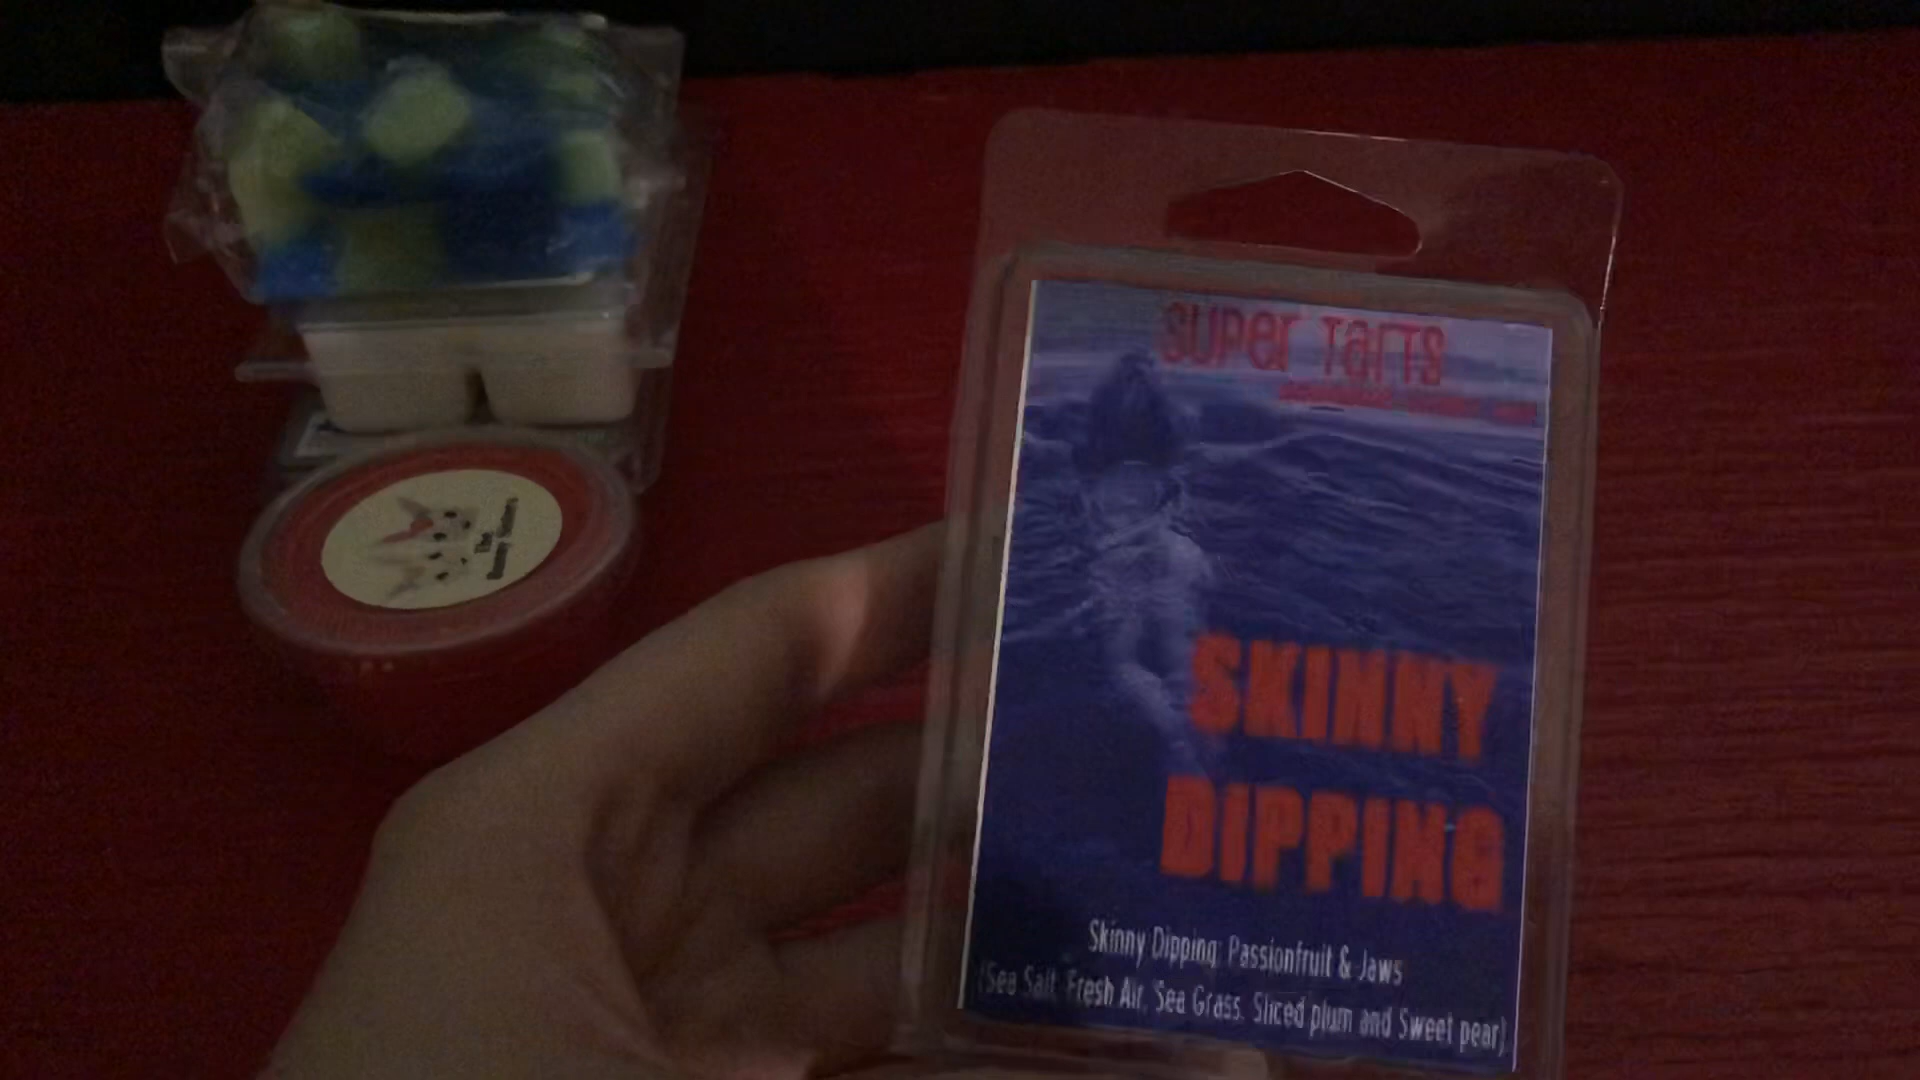 SUPER TARTS
SKINNY
DIPPING
Skinny Dipping: Passionfruit & Jaws
(Sea Salt, Fresh Air, Sea Grass, Sliced plum and Sweet pear)
The